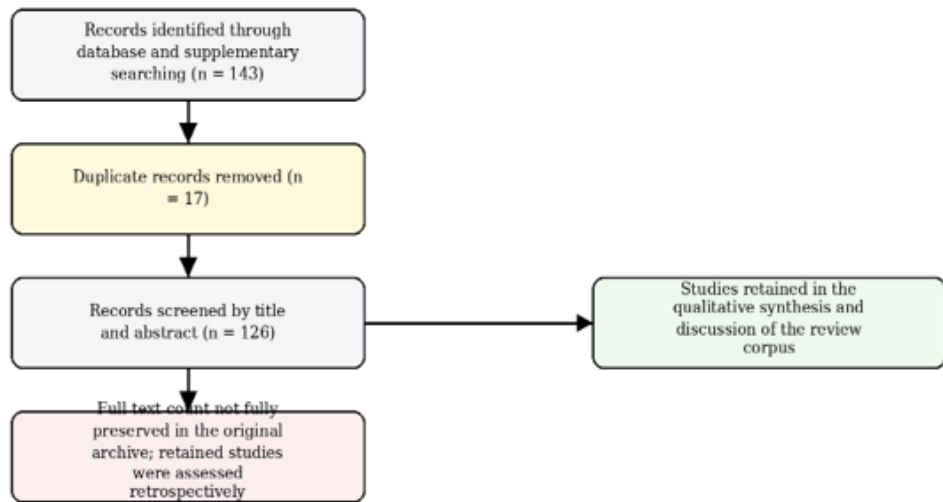 Records identified through
database and supplementary
searching (n = 143)
Duplicate records removed (n
= 17)
Records screened by title
and abstract (n = 126)
Studies retained in the
qualitative synthesis and
discussion of the review
corpus
Full text count not fully
preserved in the original
archive; retained studies
were assessed
retrospectively